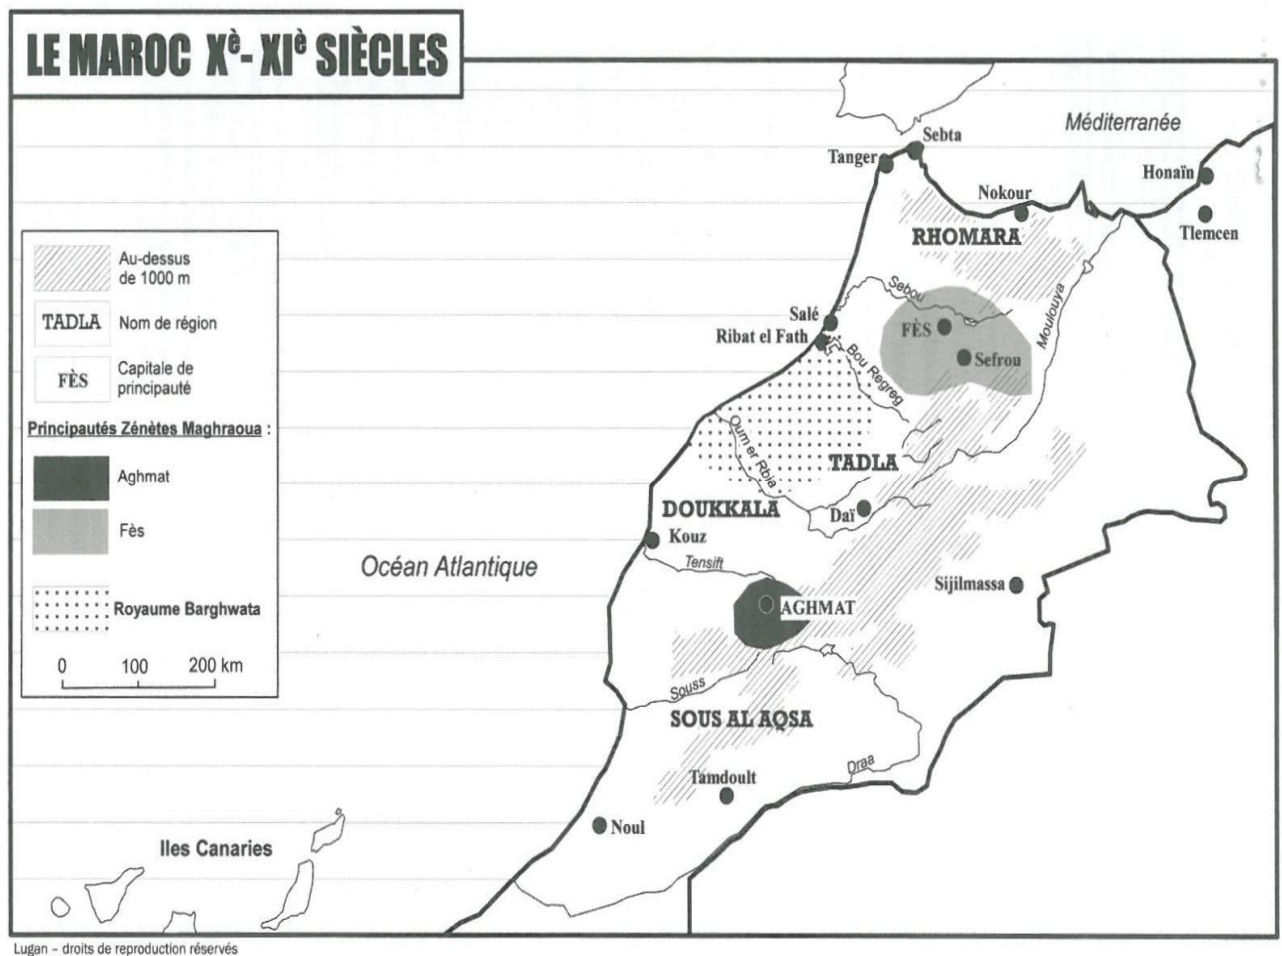 LE MAROC Xè- XIè SIÈCLES
Méditerranée
Sebta
Tanger
Honaïn
Nokour
Tlemcen
RHOMARA
Au-dessus
de 1000 m
TADLA
Nom de région
FÈS
Capitale de
principauté
Principautés Zénètes Maghraoua :
Aghmat
Fès
Royaume Barghwata
0 100 200 km
Sebou
Moulouya
Salé
Ribat el Fath
FÈS
Sefrou
Bou Regreg
Oum er Rbia
TADLA
DOUKKALA
Daï
Kouz
Océan Atlantique
Tensift
Sijilmassa
AGHMAT
Souss
SOUS AL AQSA
Draa
Tamdoult
Noul
Iles Canaries
Lugan – droits de reproduction réservés